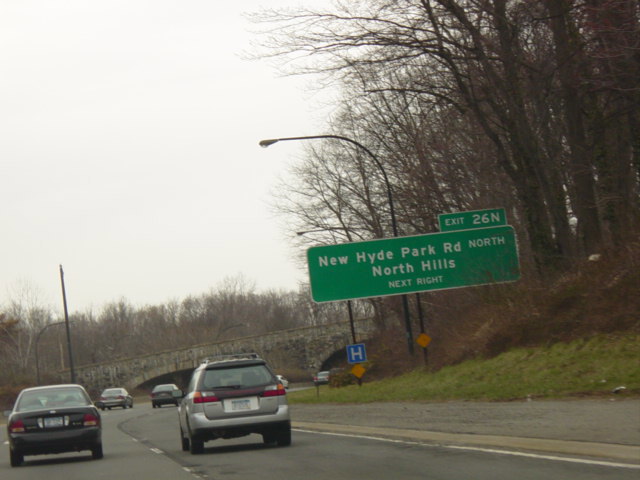 EXIT 26N
New Hyde Park Rd NORTH
North Hills
NEXT RIGHT
H